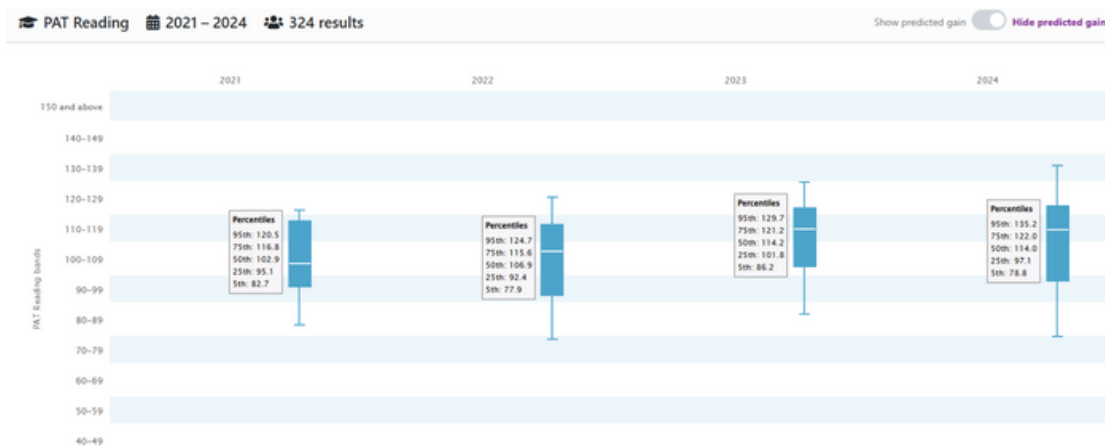 PAT Reading 2021 – 2024 324 results
Show predicted gain Hide predicted gain
2021 2022 2023 2024
150 and above
140–149
130–139
120–129
110–119
100–109
90–99
80–89
70–79
60–69
50–59
40–49
PAT Reading bands
Percentiles
95th: 120.5
75th: 116.8
50th: 102.9
25th: 95.1
5th: 82.7
Percentiles
95th: 124.7
75th: 115.6
50th: 106.9
25th: 92.4
5th: 77.9
Percentiles
95th: 129.7
75th: 121.2
50th: 114.2
25th: 101.8
5th: 86.2
Percentiles
95th: 135.2
75th: 122.0
50th: 114.0
25th: 97.1
5th: 78.8